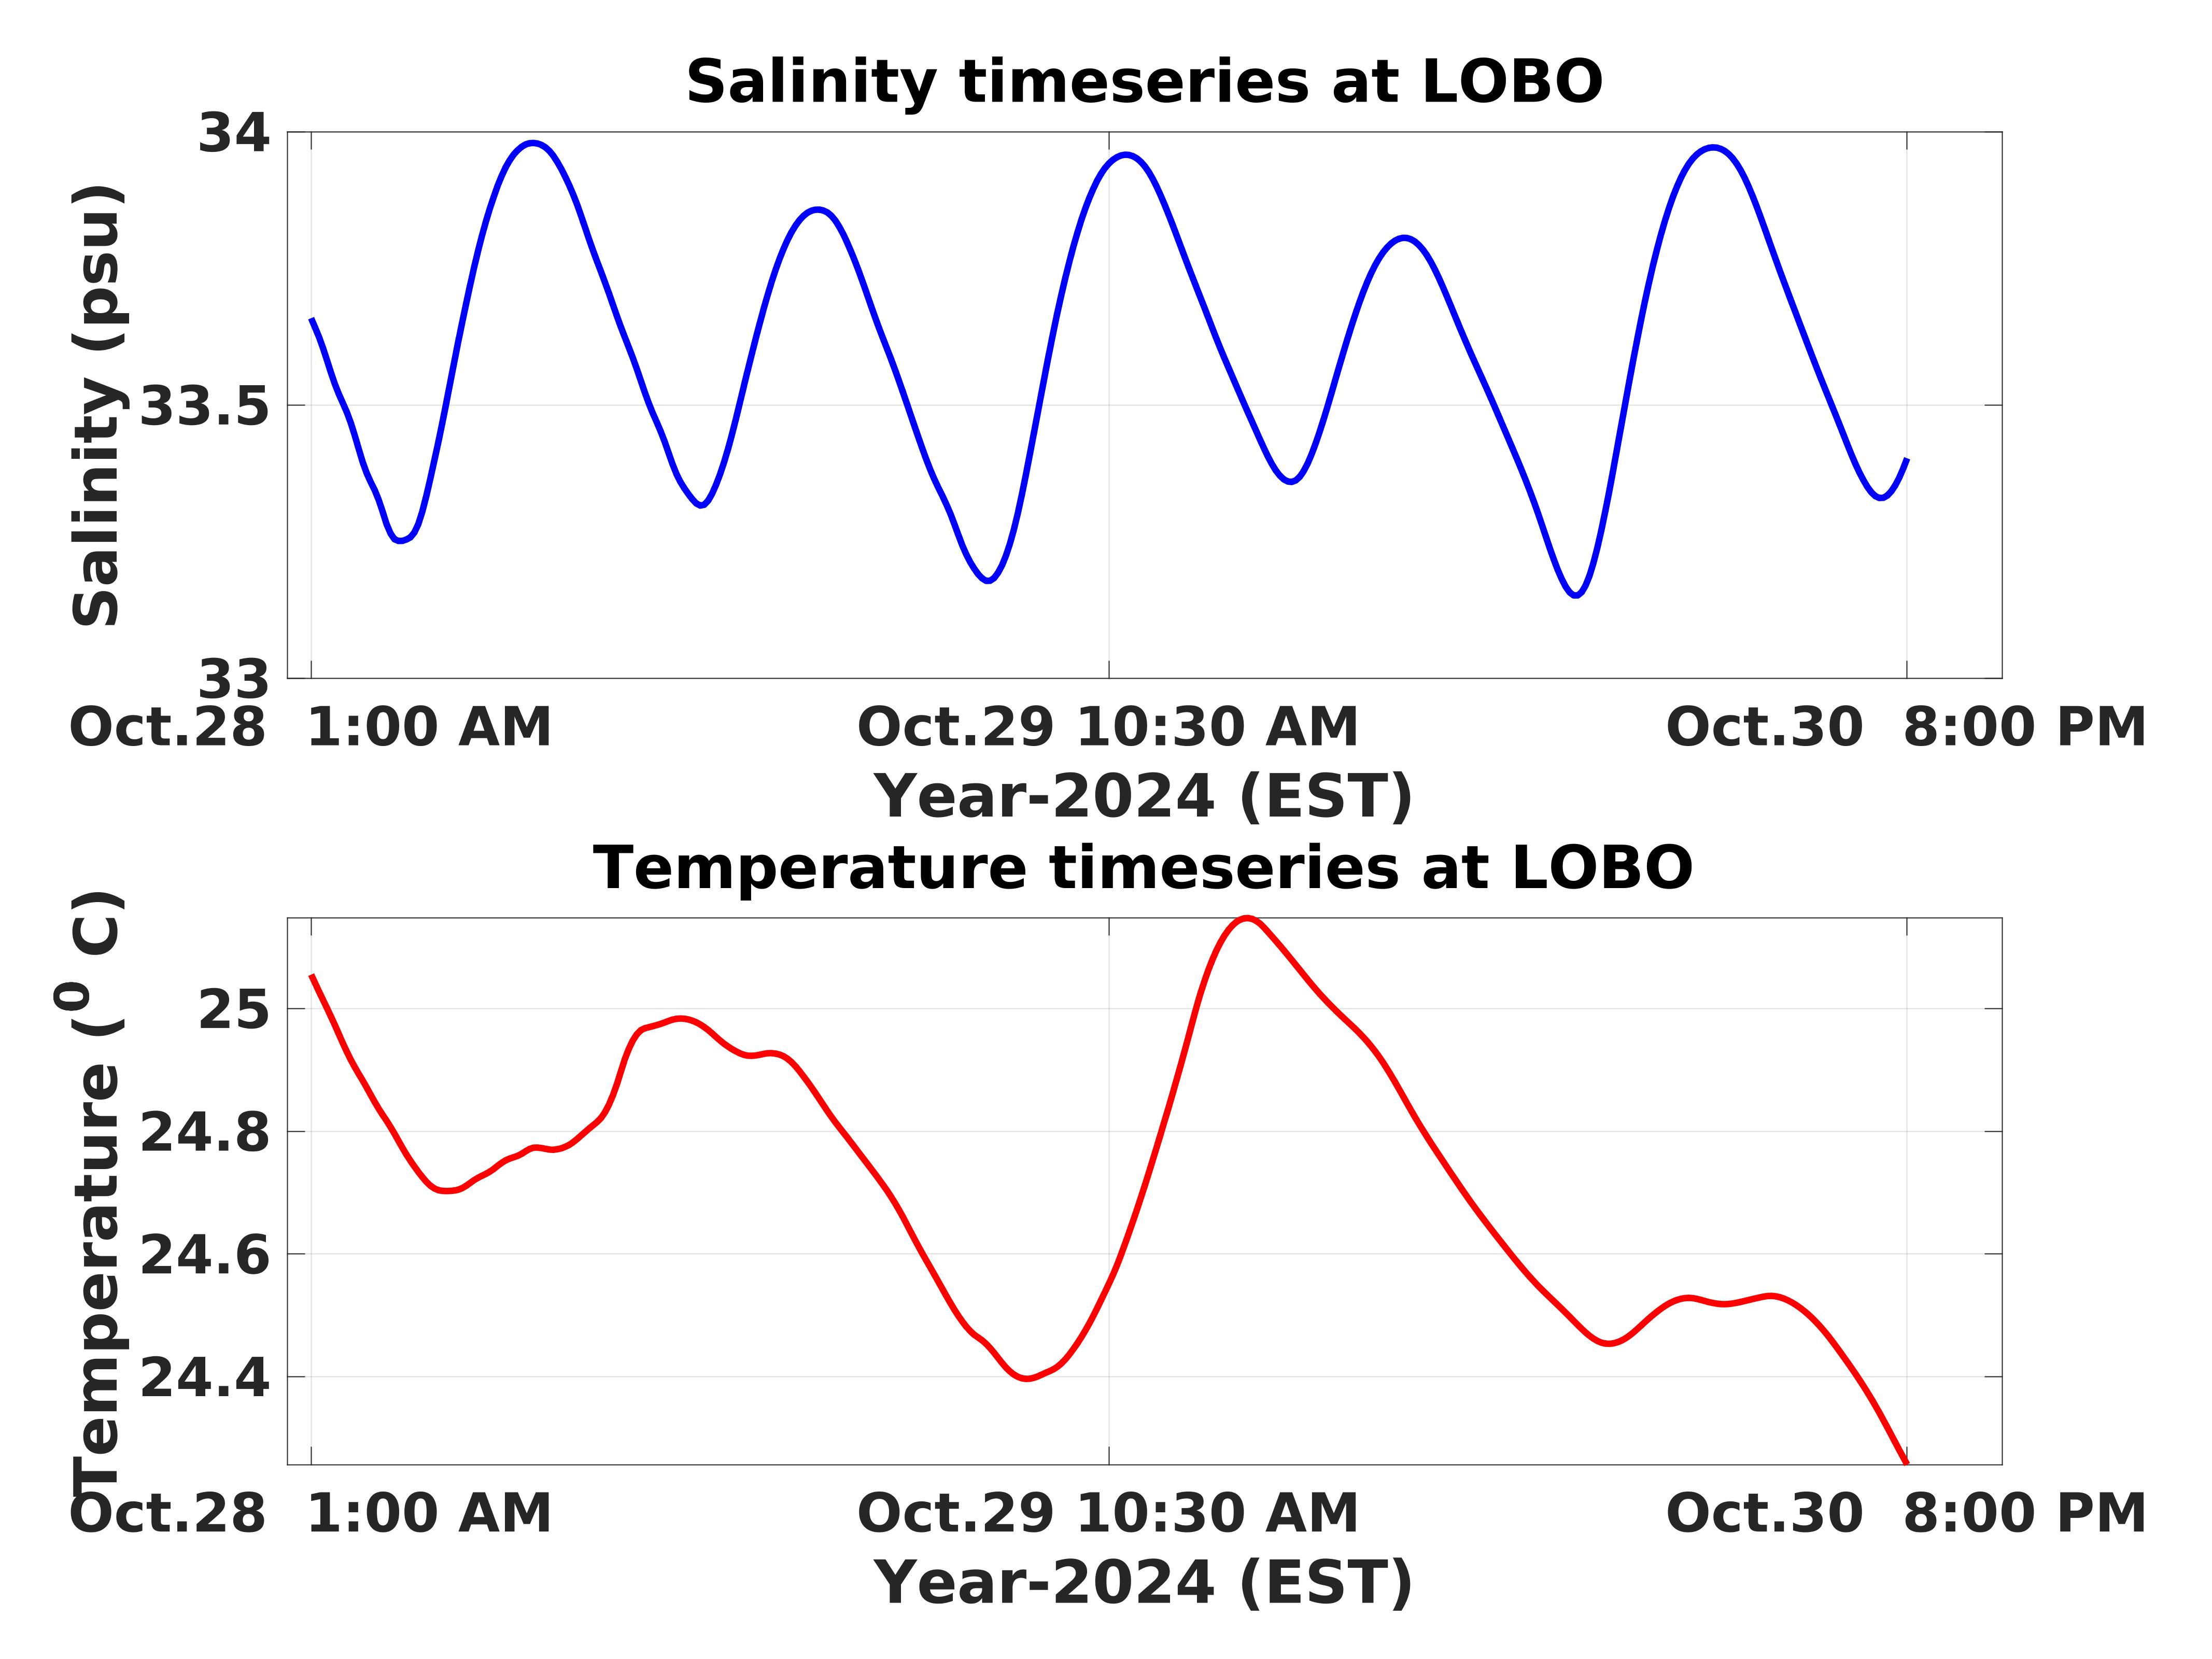 Salinity timeseries at LOBO
Salinity (psu)
34
33.5
33
Oct.28 1:00 AM Oct.29 10:30 AM Oct.30 8:00 PM
Year-2024 (EST)
Temperature timeseries at LOBO
Temperature (⁰ C)
25
24.8
24.6
24.4
Oct.28 1:00 AM Oct.29 10:30 AM Oct.30 8:00 PM
Year-2024 (EST)